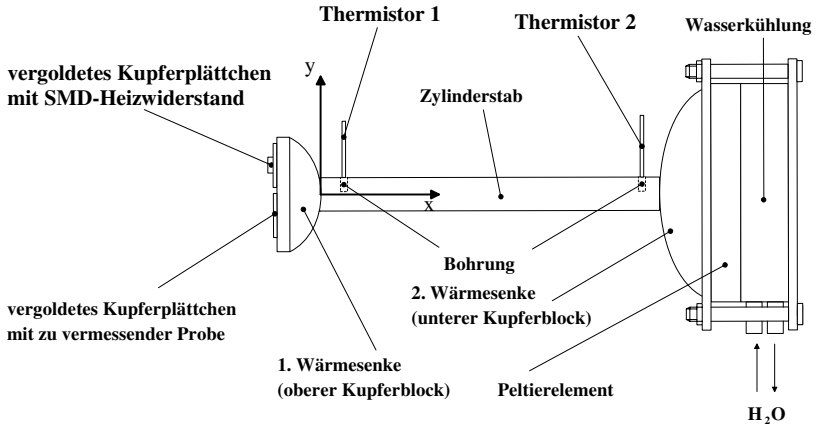 Thermistor 1
Thermistor 2
Wasserkühlung
vergoldetes Kupferplättchen
mit SMD-Heizwiderstand
y
Zylinderstab
x
Bohrung
2. Wärmesenke
(unterer Kupferblock)
vergoldetes Kupferplättchen
mit zu vermessender Probe
1. Wärmesenke
(oberer Kupferblock)
Peltierelement
H₂O